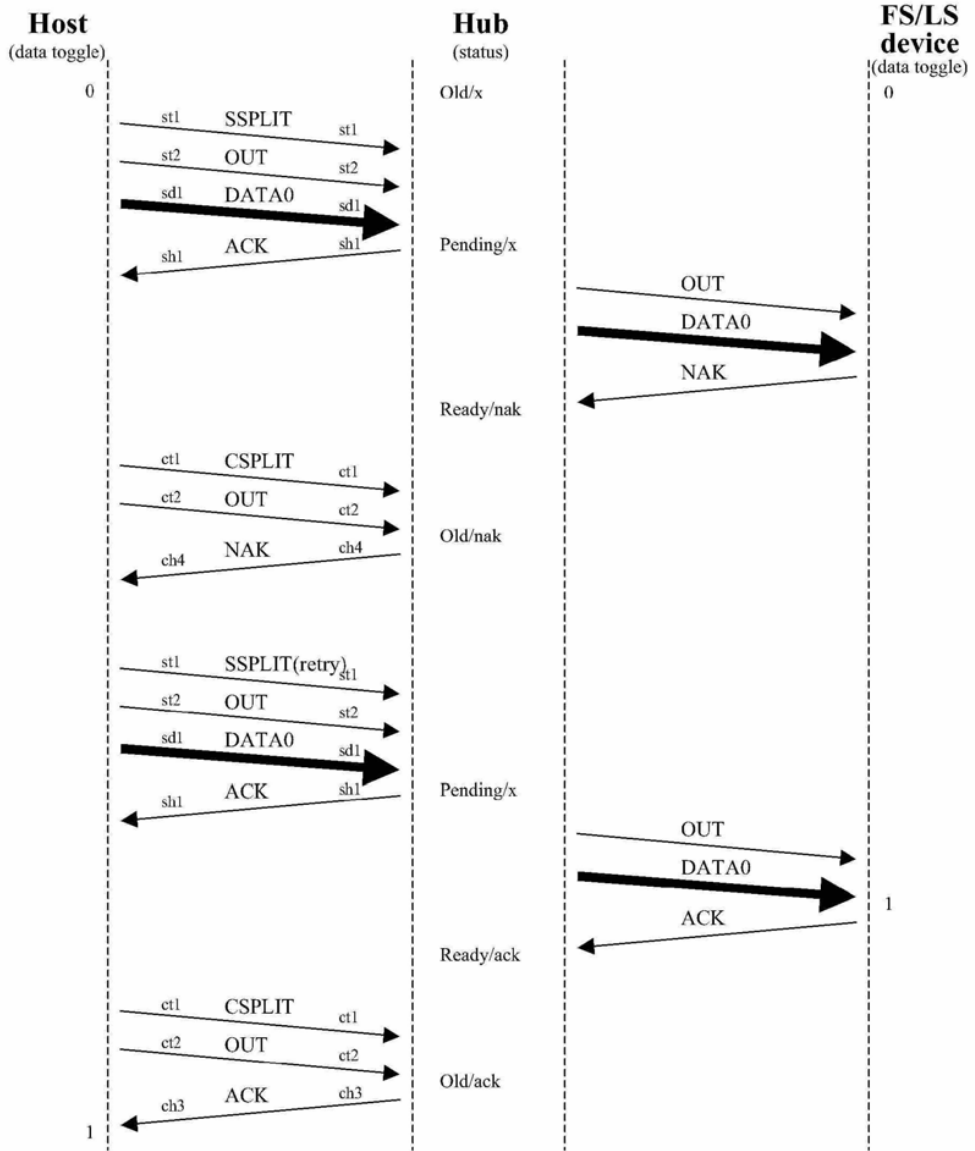 Host
(data toggle)
Hub
(status)
FS/LS
device
(data toggle)
0
Old/x
0
st1 SSPLIT st1
st2 OUT st2
sd1 DATA0 sd1
sh1 ACK sh1
Pending/x
OUT
DATA0
NAK
Ready/nak
ct1 CSPLIT ct1
ct2 OUT ct2
Old/nak
ch4 NAK ch4
st1 SSPLIT(retry) st1
st2 OUT st2
sd1 DATA0 sd1
sh1 ACK sh1
Pending/x
OUT
DATA0
1
ACK
Ready/ack
ct1 CSPLIT ct1
ct2 OUT ct2
Old/ack
ch3 ACK ch3
1